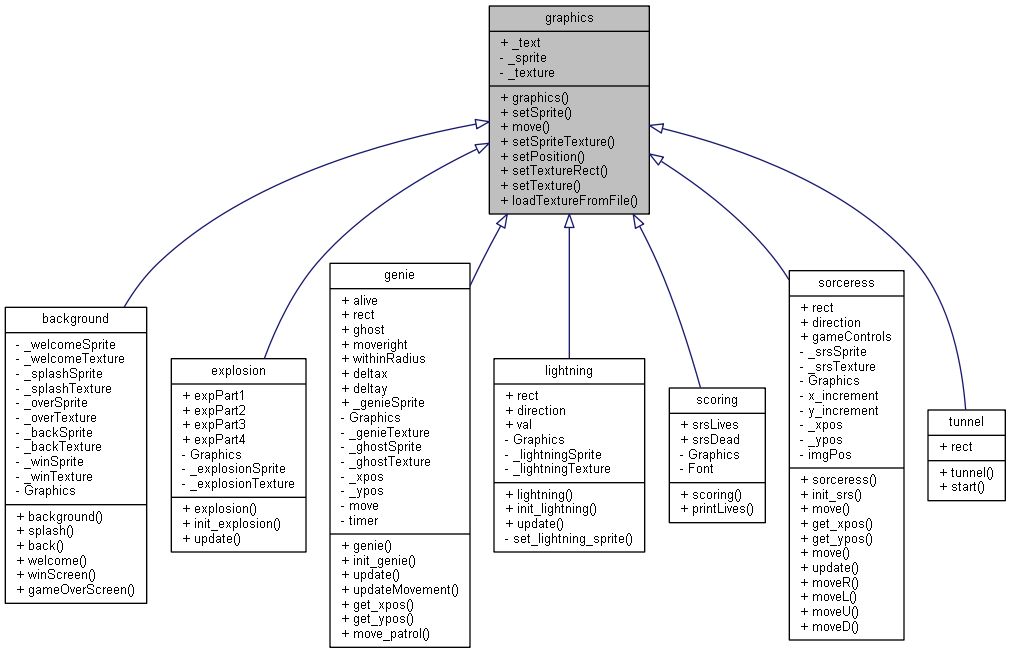 graphics
+ _text
- _sprite
- _texture
+ graphics()
+ setSprite()
+ move()
+ setSpriteTexture()
+ setPosition()
+ setTextureRect()
+ setTexture()
+ loadTextureFromFile()
background
- _welcomeSprite
- _welcomeTexture
- _splashSprite
- _splashTexture
- _overSprite
- _overTexture
- _backSprite
- _backTexture
- _winSprite
- _winTexture
- Graphics
+ background()
+ splash()
+ back()
+ welcome()
+ winScreen()
+ gameOverScreen()
explosion
+ expPart1
+ expPart2
+ expPart3
+ expPart4
- Graphics
- _explosionSprite
- _explosionTexture
+ explosion()
+ init_explosion()
+ update()
genie
+ alive
+ rect
+ ghost
+ moveright
+ withinRadius
+ deltax
+ deltay
+ _genieSprite
- Graphics
- _genieTexture
- _ghostSprite
- _ghostTexture
- _xpos
- _ypos
- move
- timer
+ genie()
+ init_genie()
+ update()
+ updateMovement()
+ get_xpos()
+ get_ypos()
+ move_patrol()
lightning
+ rect
+ direction
+ val
- Graphics
- _lightningSprite
- _lightningTexture
+ lightning()
+ init_lightning()
+ update()
- set_lightning_sprite()
scoring
+ srsLives
+ srsDead
- Graphics
- Font
+ scoring()
+ printLives()
sorceress
+ rect
+ direction
+ gameControls
- _srsSprite
- _srsTexture
- Graphics
- x_increment
- y_increment
- _xpos
- _ypos
- imgPos
+ sorceress()
+ init_srs()
+ move()
+ get_xpos()
+ get_ypos()
+ move()
+ update()
+ moveR()
+ moveL()
+ moveU()
+ moveD()
tunnel
+ rect
+ tunnel()
+ start()